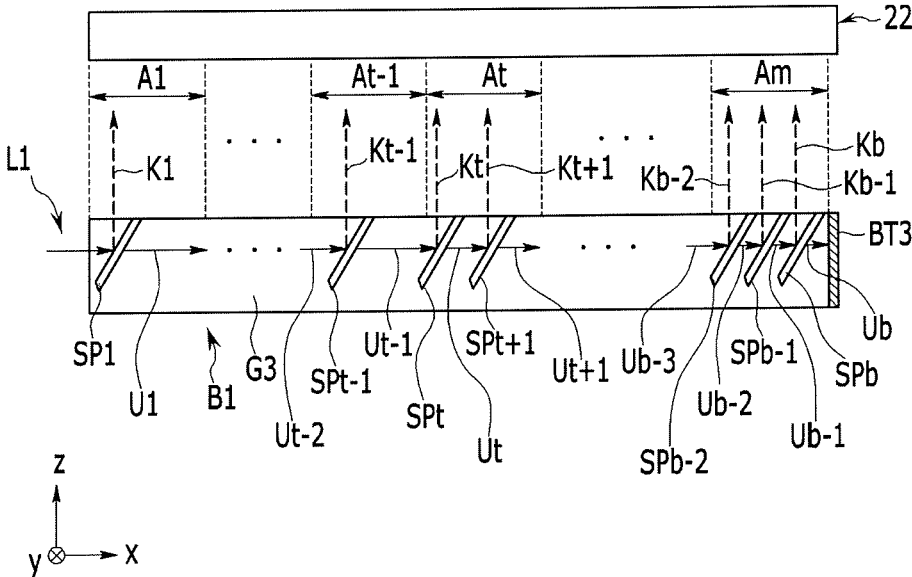 22
A1
At-1
At
Am
. . .
. . .
K1
Kt-1
Kt
Kt+1
Kb-2
Kb-1
Kb
L1
BT3
. . .
. . .
SP1
U1
B1
G3
Ut-2
SPt-1
Ut-1
SPt
SPt+1
Ut
Ut+1
Ub-3
SPb-2
Ub-2
SPb-1
Ub-1
SPb
Ub
z
y
x